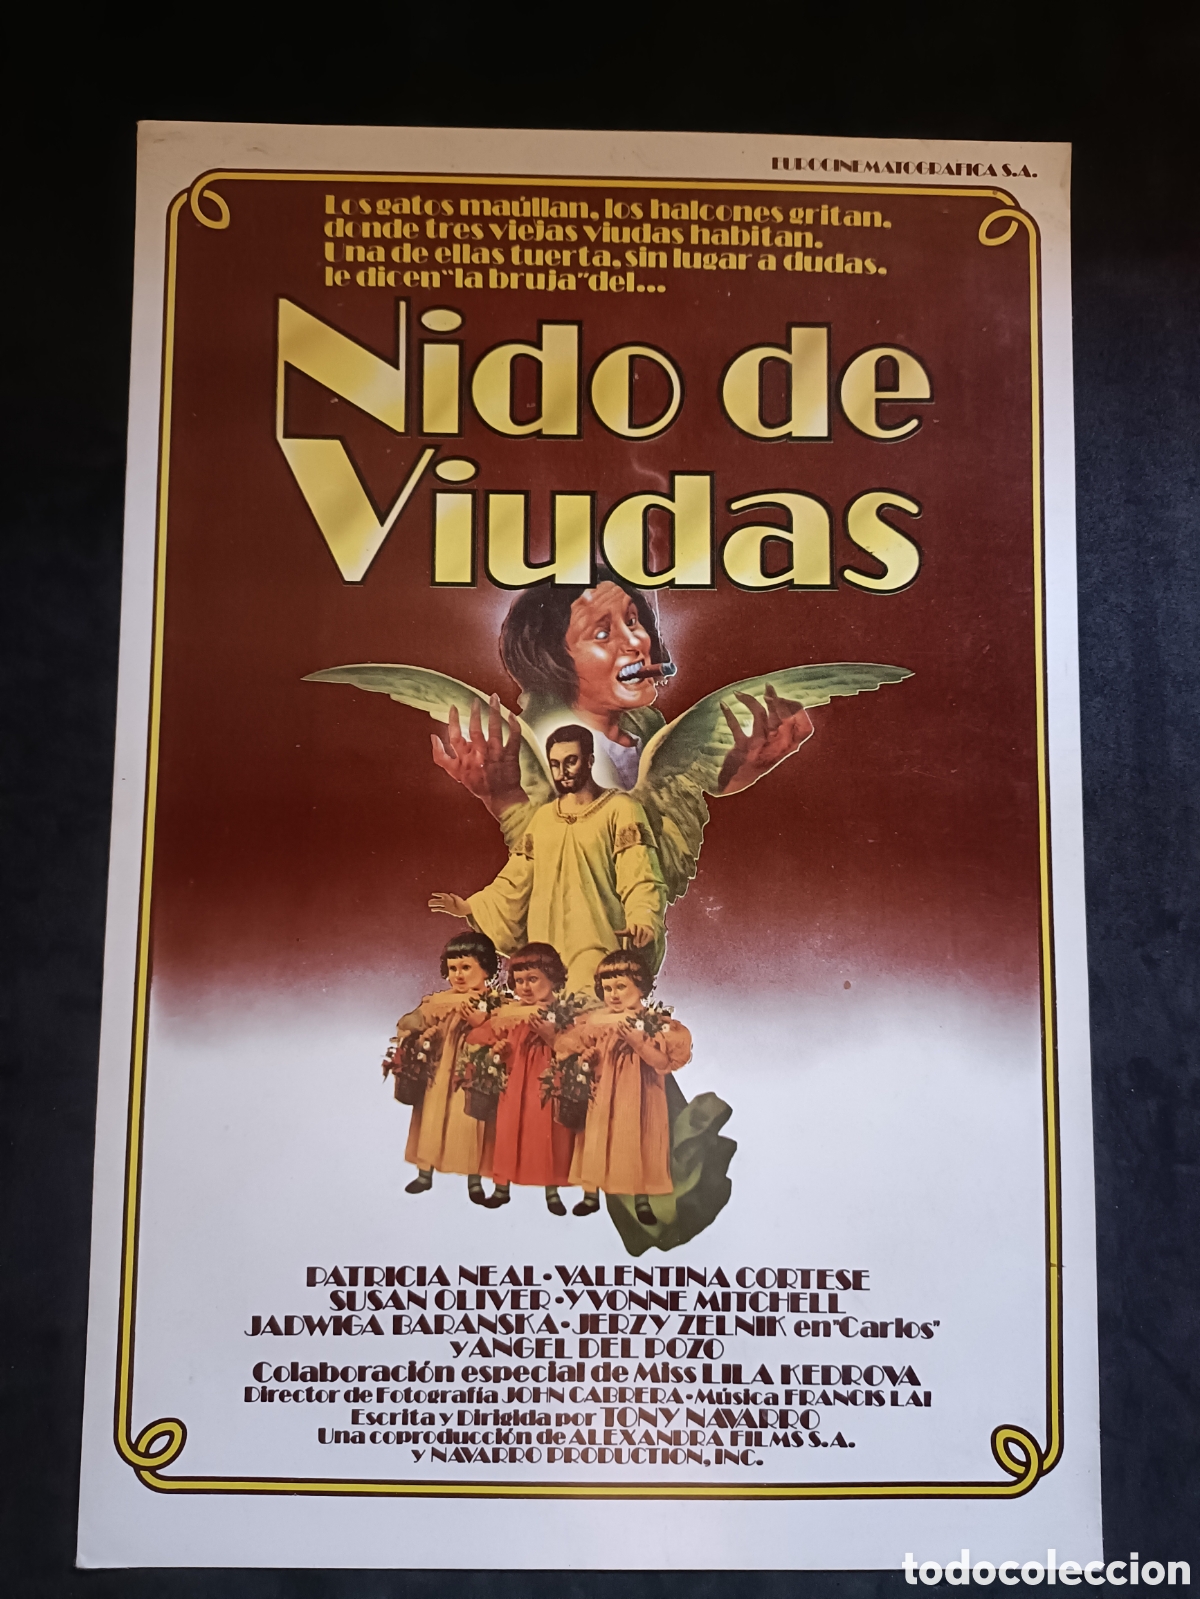 EUROCINEMATOGRAFICA S.A.
Los gatos maúllan, los halcones gritan,
donde tres viejas viudas habitan.
Una de ellas tuerta, sin lugar a dudas,
le dicen "la bruja" del...
Nido de
Viudas
PATRICIA NEAL · VALENTINA CORTESE
SUSAN OLIVER · YVONNE MITCHELL
JADWIGA BARANSKA · JERZY ZELNIK en "Carlos"
y ANGEL DEL POZO
Colaboración especial de Miss LILA KEDROVA
Director de Fotografía JOHN CABRERA · Música FRANCIS LAI
Escrita y Dirigida por TONY NAVARRO
Una coproducción de ALEXANDRA FILMS S.A.
y NAVARRO PRODUCTION, INC.
todocoleccion